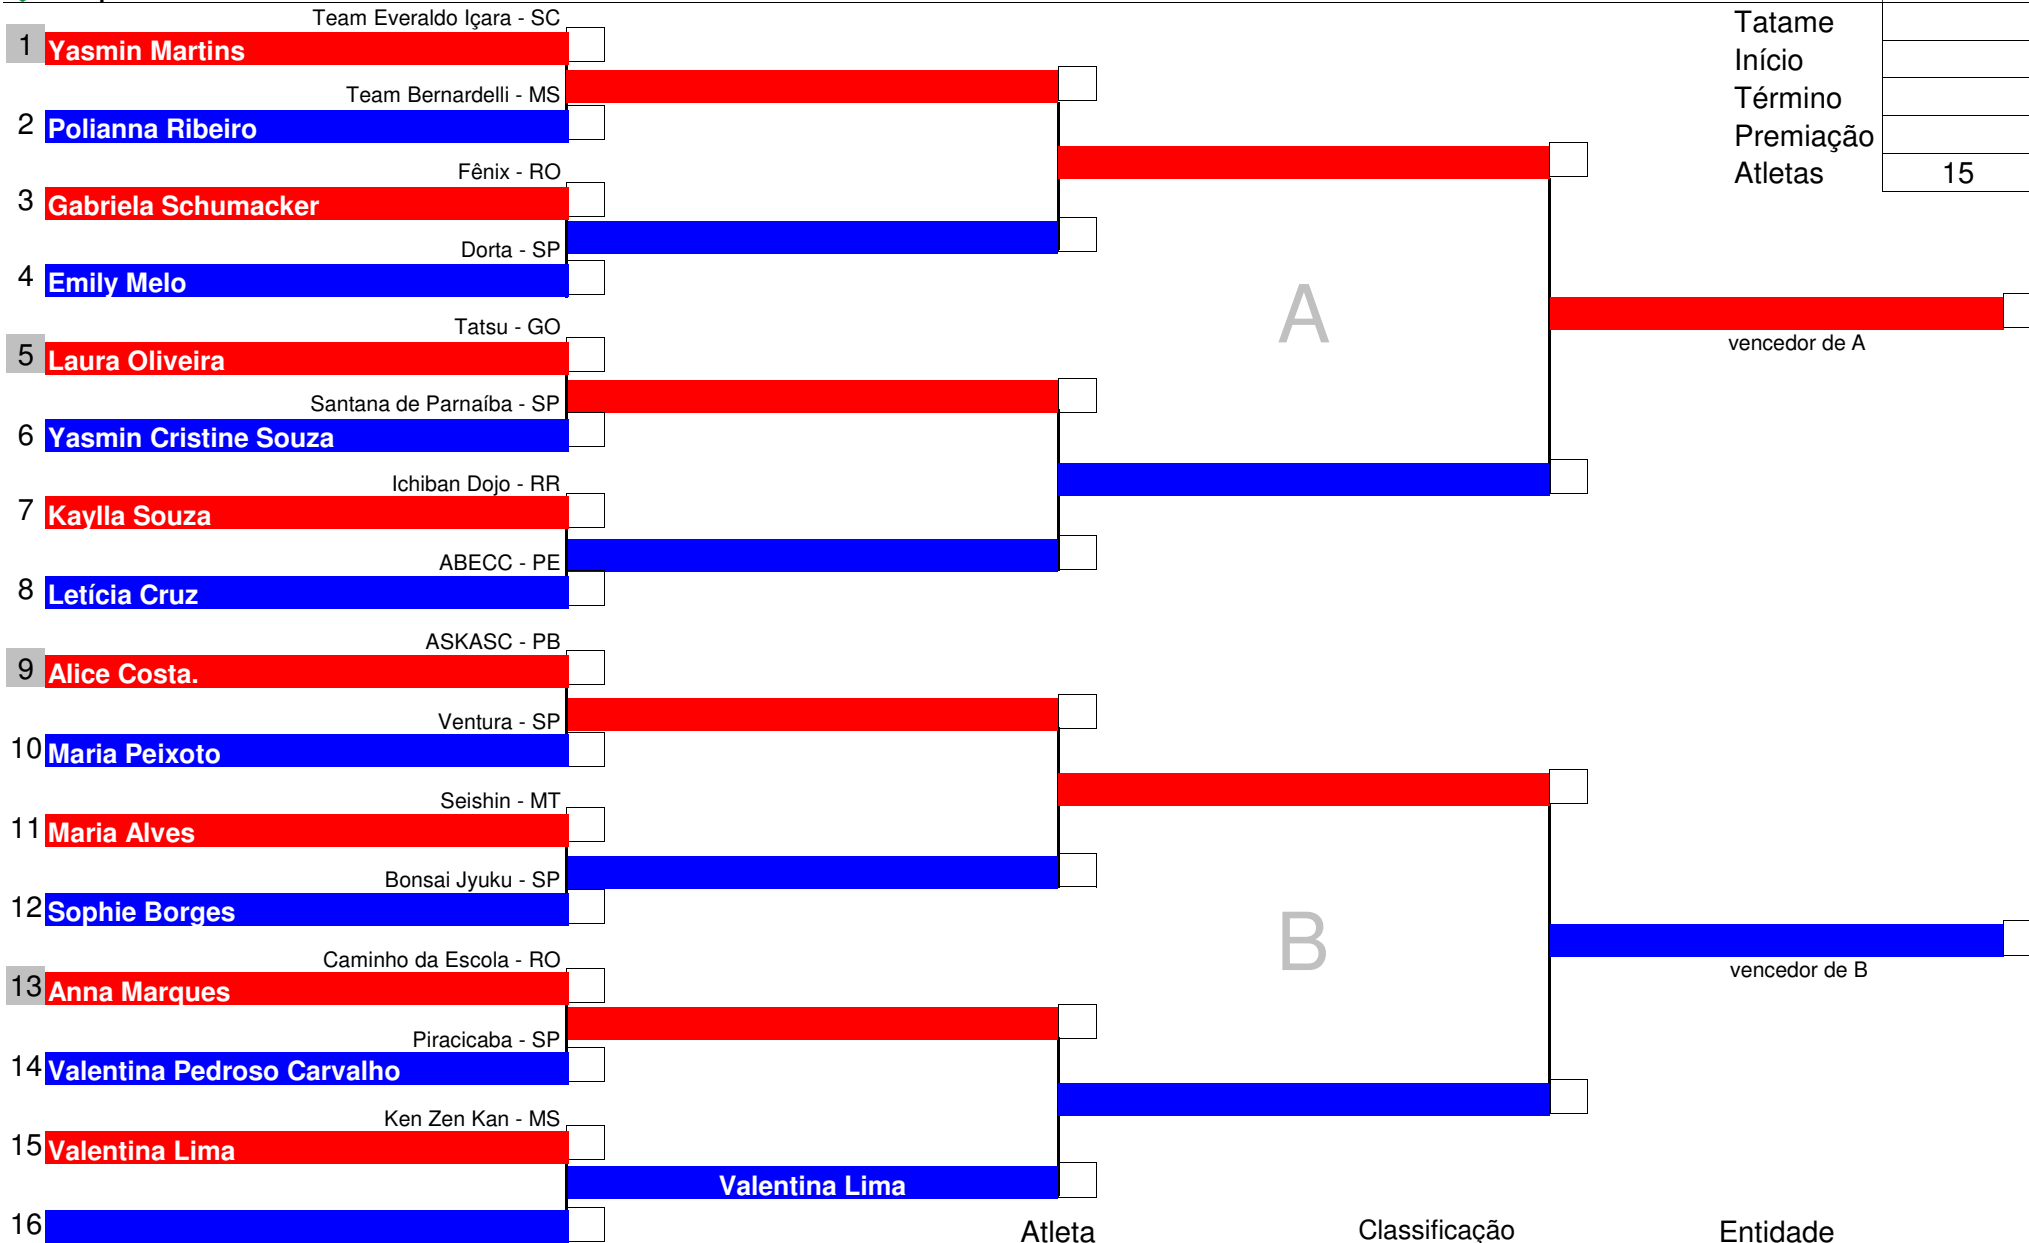 Tatame
Início
Término
Premiação
Atletas 15
Team Everaldo Içara - SC
1 Yasmin Martins
Team Bernardelli - MS
2 Polianna Ribeiro
Fênix - RO
3 Gabriela Schumacker
Dorta - SP
4 Emily Melo
Tatsu - GO
5 Laura Oliveira
Santana de Parnaíba - SP
6 Yasmin Cristine Souza
Ichiban Dojo - RR
7 Kaylla Souza
ABECC - PE
8 Letícia Cruz
A
vencedor de A
ASKASC - PB
9 Alice Costa.
Ventura - SP
10 Maria Peixoto
Seishin - MT
11 Maria Alves
Bonsai Jyuku - SP
12 Sophie Borges
Caminho da Escola - RO
13 Anna Marques
Piracicaba - SP
14 Valentina Pedroso Carvalho
Ken Zen Kan - MS
15 Valentina Lima
Valentina Lima
16
B
vencedor de B
Atleta Classificação Entidade